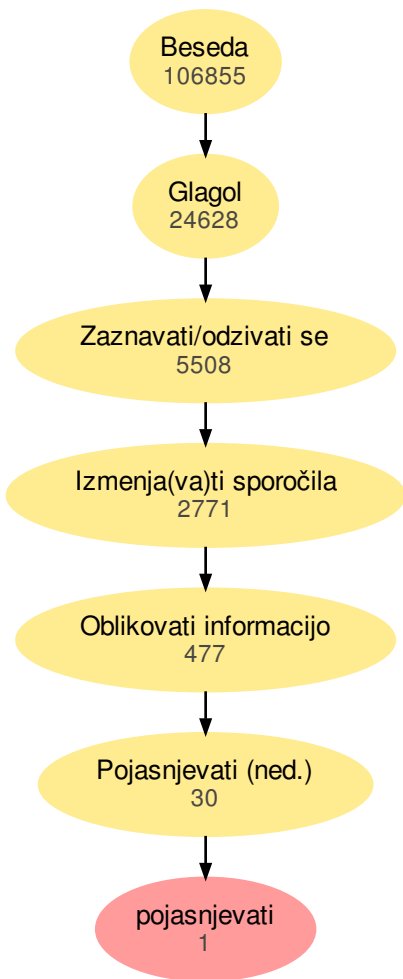 Beseda
106855
Glagol
24628
Zaznavati/odzivati se
5508
Izmenja(va)ti sporočila
2771
Oblikovati informacijo
477
Pojasnjevati (ned.)
30
pojasnjevati
1